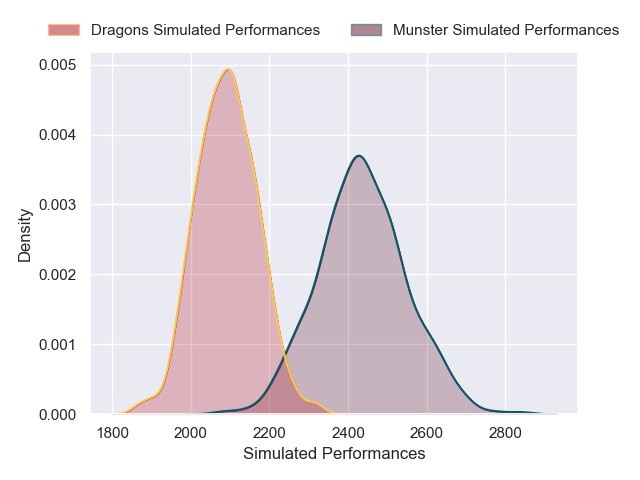 Dragons Simulated Performances
Munster Simulated Performances
0.005
0.004
0.003
0.002
0.001
0.000
Density
1800 2000 2200 2400 2600 2800
Simulated Performances